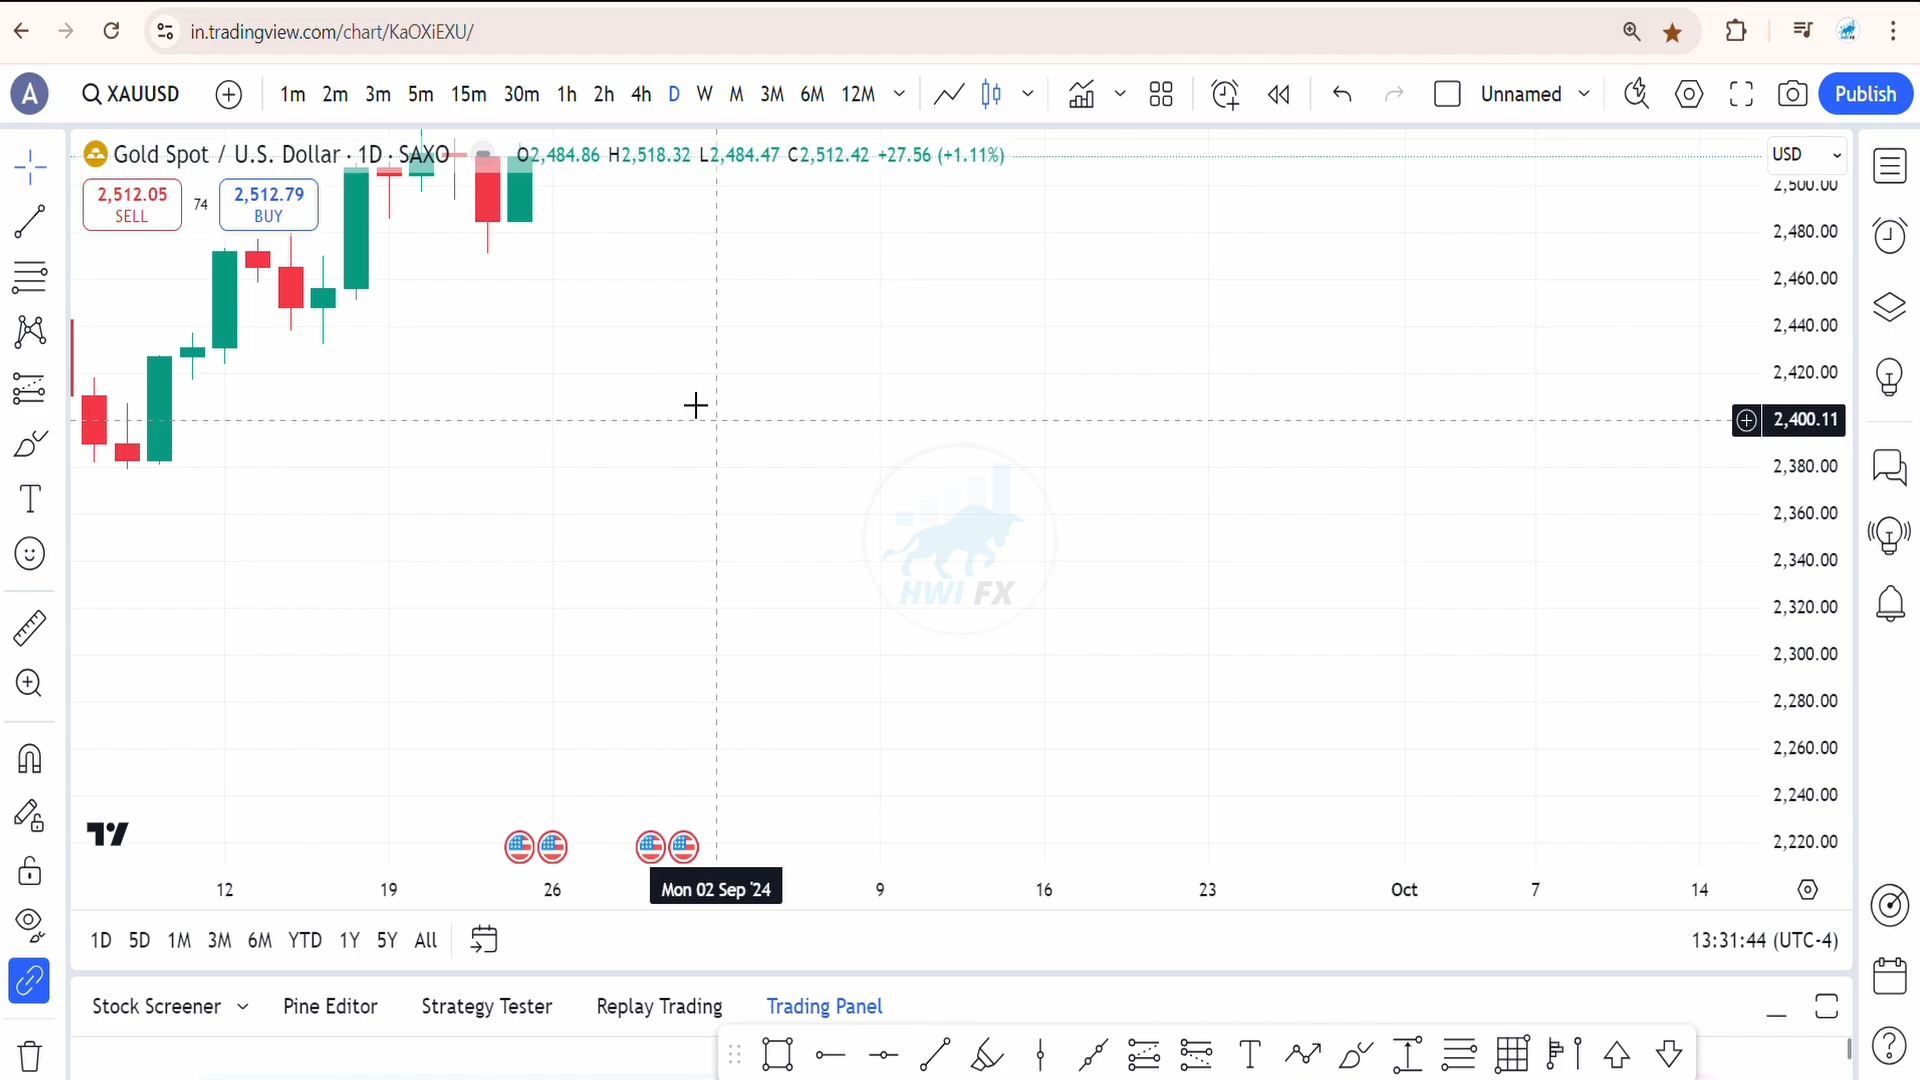 in.tradingview.com/chart/KaOXiEXU/
A XAUUSD 1m 2m 3m 5m 15m 30m 1h 2h 4h D W M 3M 6M 12M Unnamed Publish
Gold Spot / U.S. Dollar · 1D · SAXO O2,484.86 H2,518.32 L2,484.47 C2,512.42 +27.56 (+1.11%) USD
2,512.05 SELL
74
2,512.79 BUY
2,500.00
2,480.00
2,460.00
2,440.00
2,420.00
2,400.11
2,380.00
2,360.00
2,340.00
2,320.00
2,300.00
2,280.00
2,260.00
2,240.00
2,220.00
HWI FX
12 19 26 Mon 02 Sep '24 9 16 23 Oct 7 14
1D 5D 1M 3M 6M YTD 1Y 5Y All 13:31:44 (UTC-4)
Stock Screener Pine Editor Strategy Tester Replay Trading Trading Panel